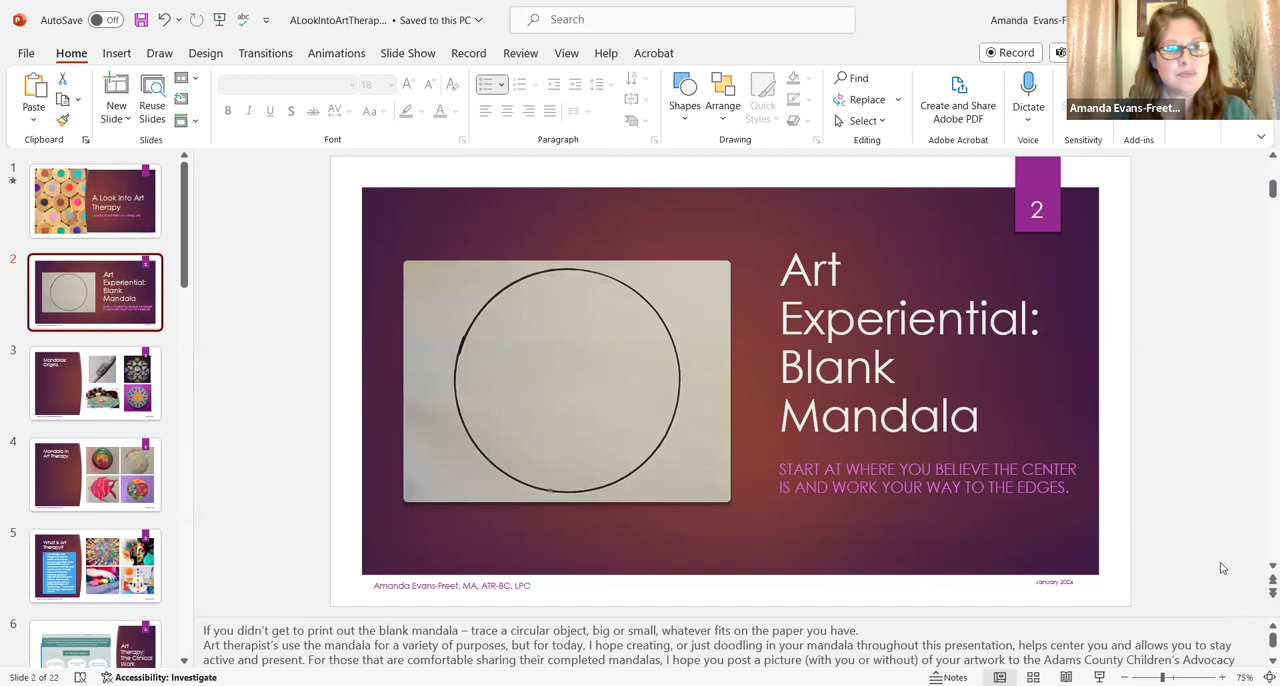 AutoSave Off ALookIntoArtTherap... • Saved to this PC Search Amanda Evans-F
File Home Insert Draw Design Transitions Animations Slide Show Re Review View Help Acrobat Record
Paste New Slide Reuse Slides 18 Shapes Arrange Quick Styles Find Replace Select Create and Share Adobe PDF Dictate
Clipboard Slides Font Paragraph Drawing Editing Adobe Acrobat Voice Sensitivity Add-ins
Amanda Evans-Freet...
1
A Look Into Art
Therapy
2
Art
Experiential:
Blank
Mandala
3
Mandalas:
Origins
4
Mandala in
Art Therapy
5
What is Art
Therapy?
6
Art
Therapy:
The Clinical
Work
2
Art
Experiential:
Blank
Mandala
START AT WHERE YOU BELIEVE THE CENTER
IS AND WORK YOUR WAY TO THE EDGES.
Amanda Evans-Freet, MA, ATR-BC, LPC
January 2024
If you didn't get to print out the blank mandala – trace a circular object, big or small, whatever fits on the paper you have.
Art therapist's use the mandala for a variety of purposes, but for today, I hope creating, or just doodling in your mandala throughout this presentation, helps center you and allows you to stay
active and present! For those that are comfortable sharing their completed mandalas, I hope you post a picture (with you or without) of your artwork to the Adams County Children's Advocacy
Slide 2 of 22 Accessibility: Investigate Notes 75%